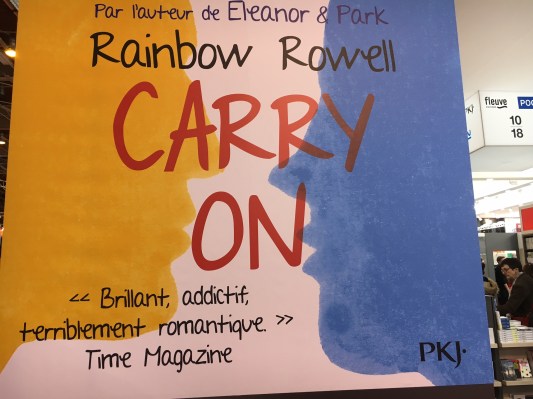 Par l'auteur de Eleanor & Park
Rainbow Rowell
CARRY
ON
« Brillant, addictif,
terriblement romantique. »
Time Magazine
PKJ.
fleuve
POC
10
18